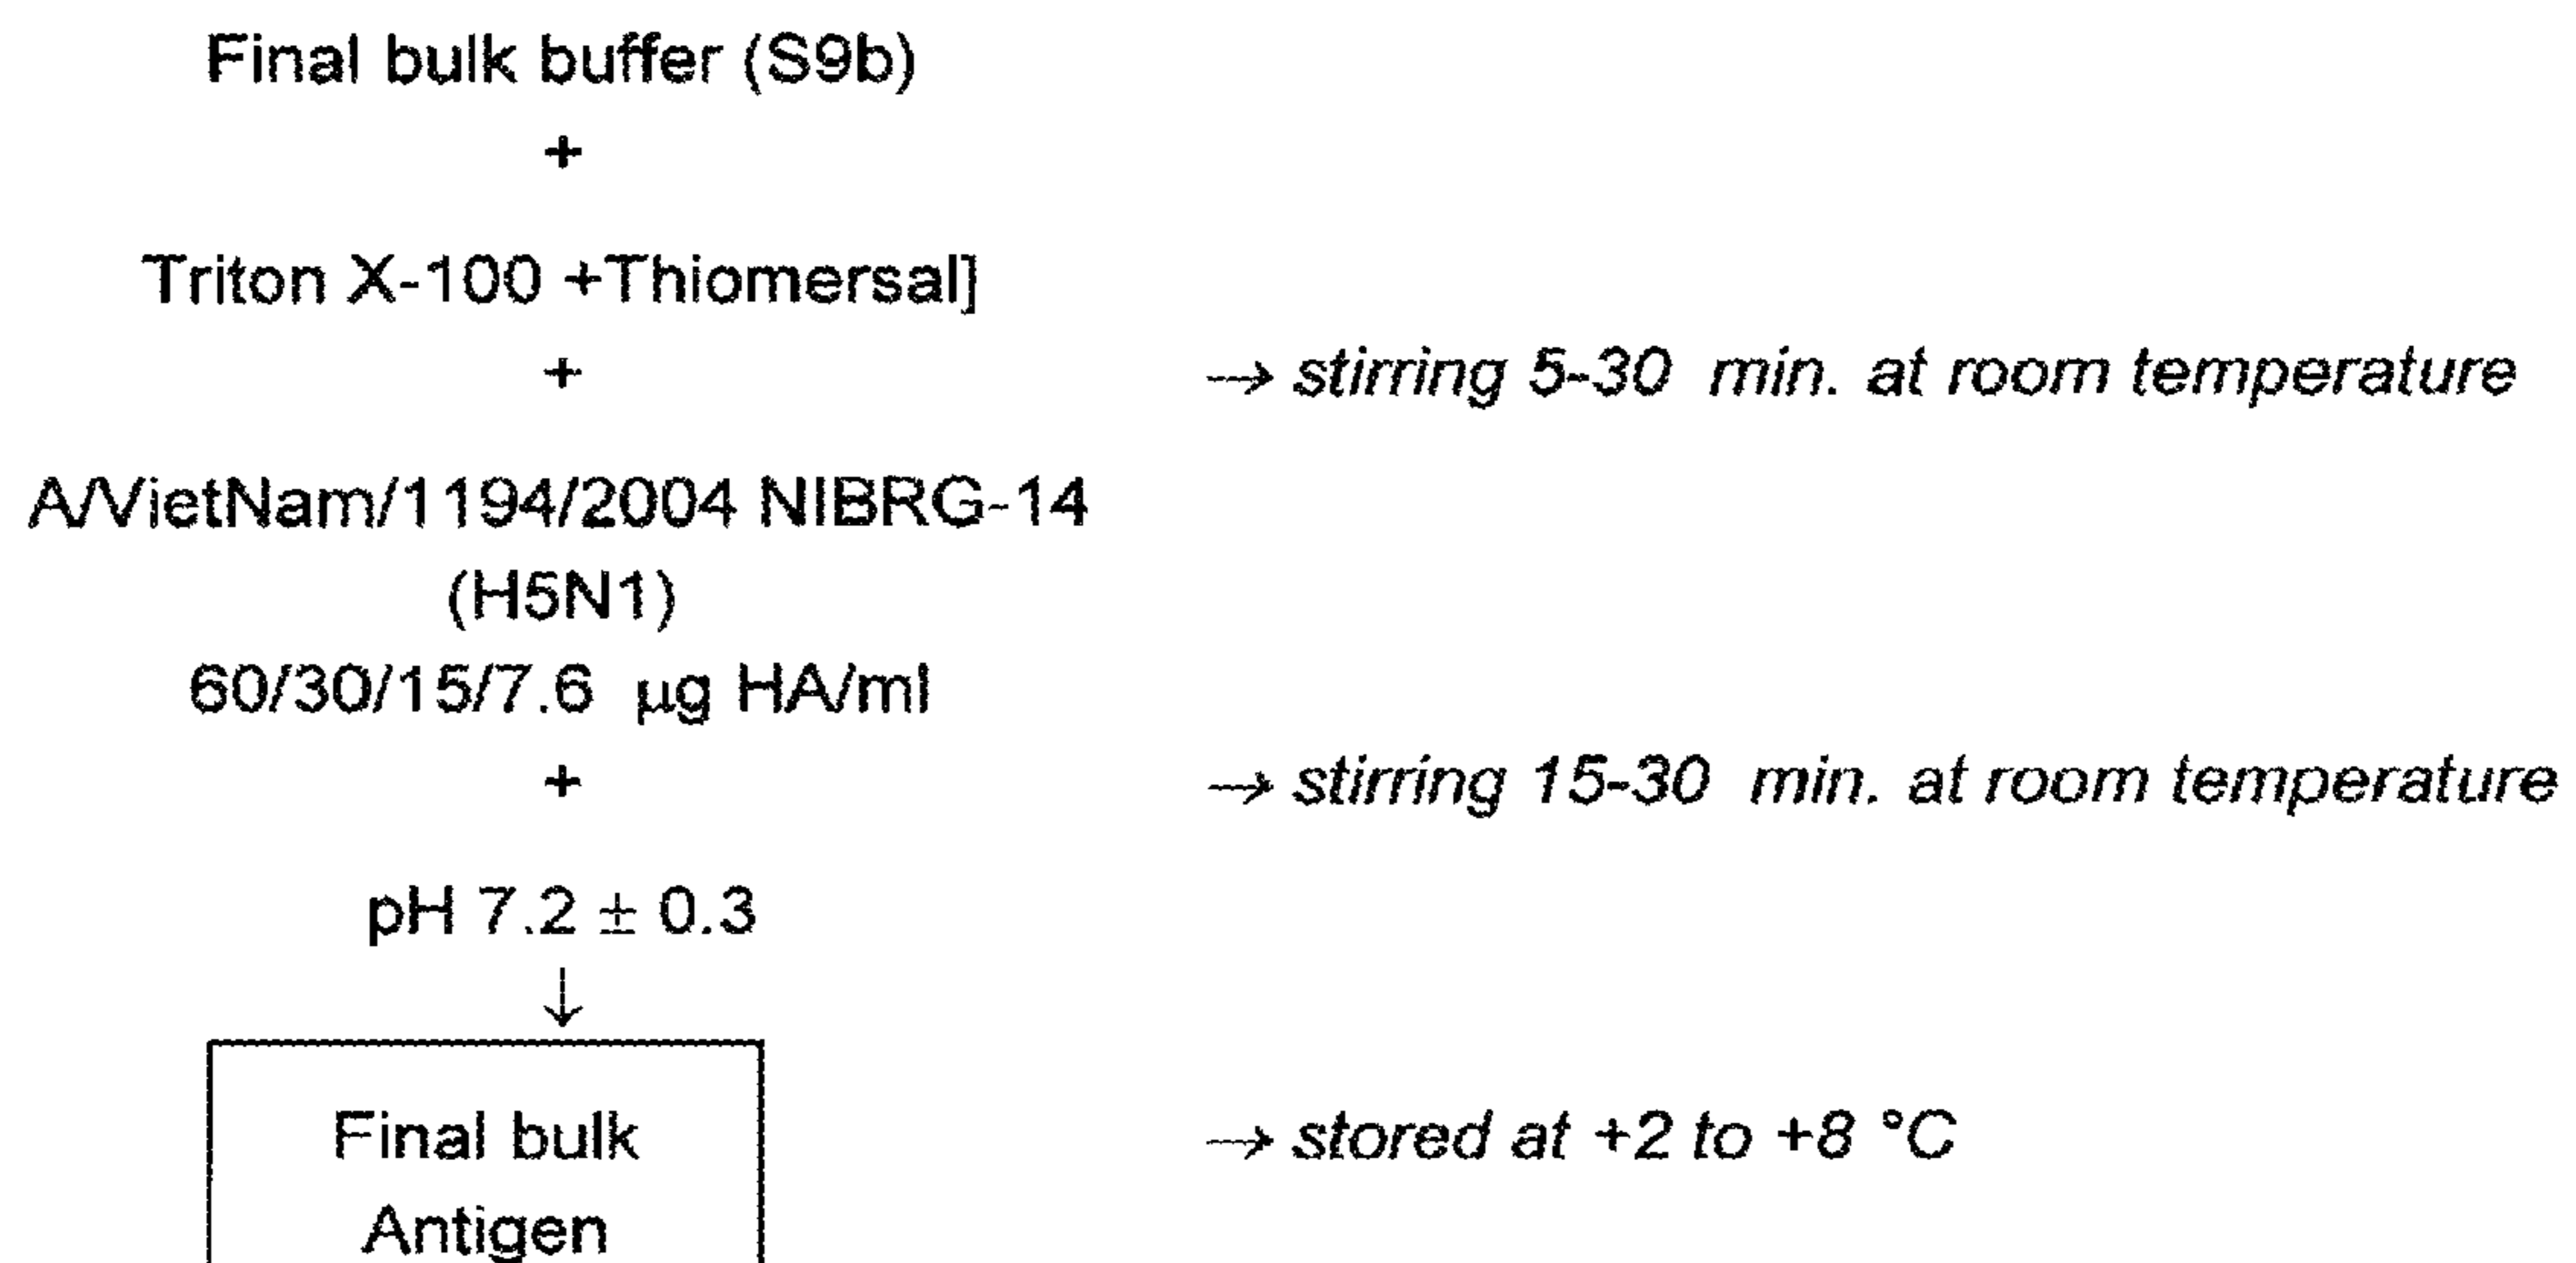 Final bulk buffer (S9b)
+
Triton X-100 +Thiomersal]
+
→ stirring 5-30 min. at room temperature
A/VietNam/1194/2004 NIBRG-14
(H5N1)
60/30/15/7.6 µg HA/ml
+
→ stirring 15-30 min. at room temperature
pH 7.2 ± 0.3
↓
Final bulk
→ stored at +2 to +8 °C
Antigen